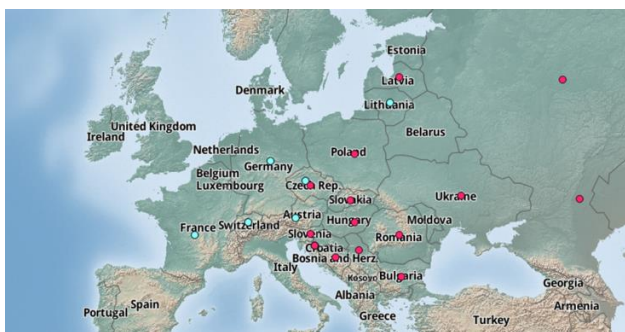 Estonia
Latvia
Denmark
Lithuania
United Kingdom
Ireland
Belarus
Netherlands
Poland
Germany
Belgium
Luxembourg
Czech Rep.
Slovakia
Ukraine
Austria
Hungary
Moldova
France
Switzerland
Slovenia
Romania
Croatia
Bosnia and Herz.
Italy
Kosovo
Bulgaria
Georgia
Albania
Spain
Armenia
Portugal
Greece
Turkey